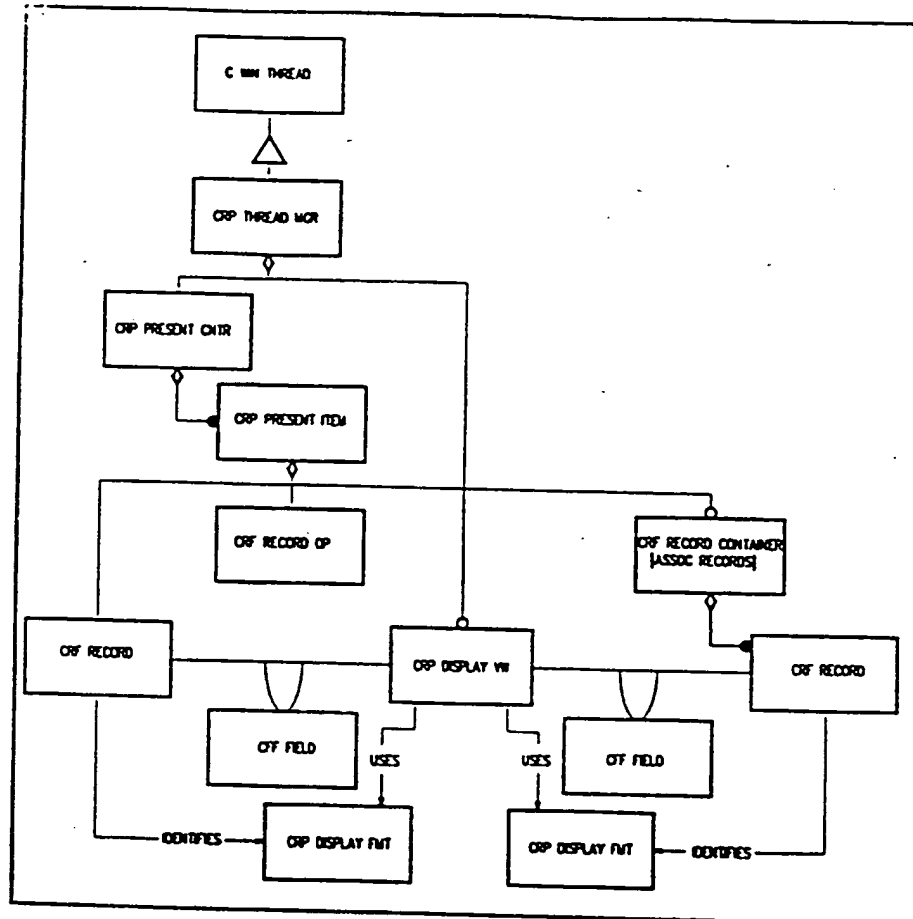 C WIN THREAD
CRP THREAD MGR
CRP PRESENT CNTR
CRP PRESENT ITEM
CRF RECORD OP
CRF RECORD CONTAINER
[ASSOC RECORDS]
CRF RECORD
CRP DISPLAY VW
CRF RECORD
CFF FIELD
CFF FIELD
USES
USES
CRP DISPLAY FMT
CRP DISPLAY FMT
IDENTIFIES
IDENTIFIES